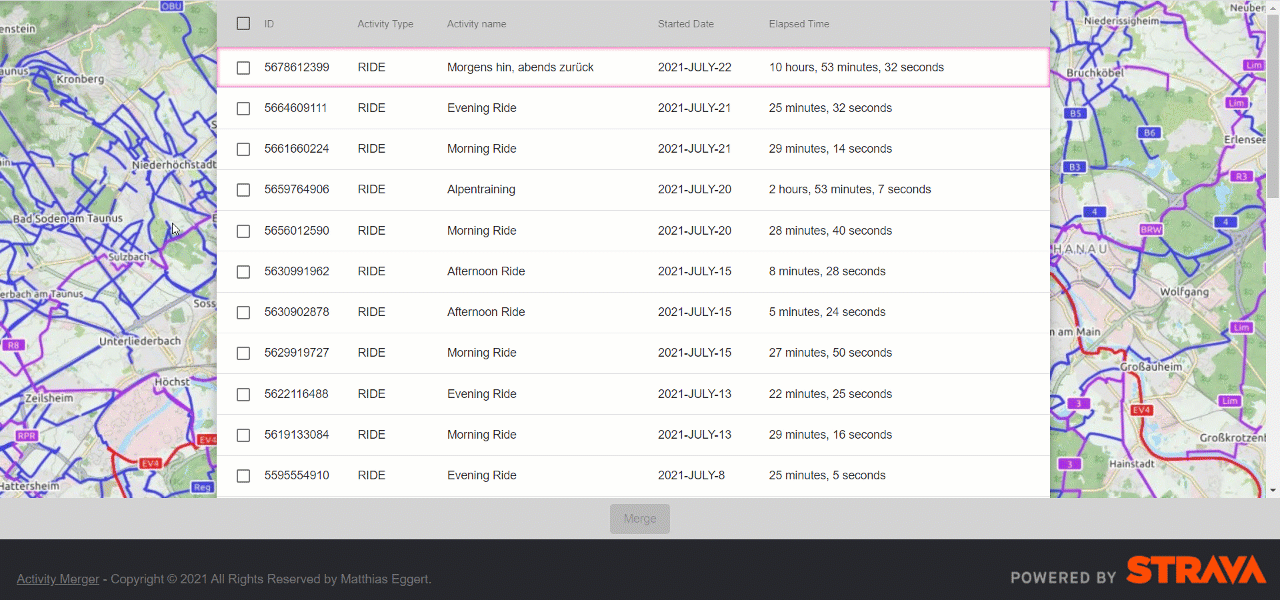 ID Activity Type Activity name Started Date Elapsed Time
5678612399 RIDE Morgens hin, abends zurück 2021-JULY-22 10 hours, 53 minutes, 32 seconds
5664609111 RIDE Evening Ride 2021-JULY-21 25 minutes, 32 seconds
5661660224 RIDE Morning Ride 2021-JULY-21 29 minutes, 14 seconds
5659764906 RIDE Alpentraining 2021-JULY-20 2 hours, 53 minutes, 7 seconds
5656012590 RIDE Morning Ride 2021-JULY-20 28 minutes, 40 seconds
5630991962 RIDE Afternoon Ride 2021-JULY-15 8 minutes, 28 seconds
5630902878 RIDE Afternoon Ride 2021-JULY-15 5 minutes, 24 seconds
5629919727 RIDE Morning Ride 2021-JULY-15 27 minutes, 50 seconds
5622116488 RIDE Evening Ride 2021-JULY-13 22 minutes, 25 seconds
5619133084 RIDE Morning Ride 2021-JULY-13 29 minutes, 16 seconds
5595554910 RIDE Evening Ride 2021-JULY-8 25 minutes, 5 seconds
Merge
Activity Merger - Copyright © 2021 All Rights Reserved by Matthias Eggert.
POWERED BY STRAVA
OBU
enstein
aunus
Kronberg
Niederhöchstadt
Bad Soden am Taunus
Sulzbach
erbach am Taunus
Soss
R8
Unterliederbach
Höchst
Zeilsheim
RPR
EV4
EV4
Hattersheim
Reg
Neuber
Niederissigheim
Lim
Bruchköbel
Lim
B5
B6
Erlensee
B3
R3
4
4
BRW
HANAU
Wolfgang
n am Main
Lim
Großauheim
3
Lim
EV4
Großkrotzen
3
Hainstadt